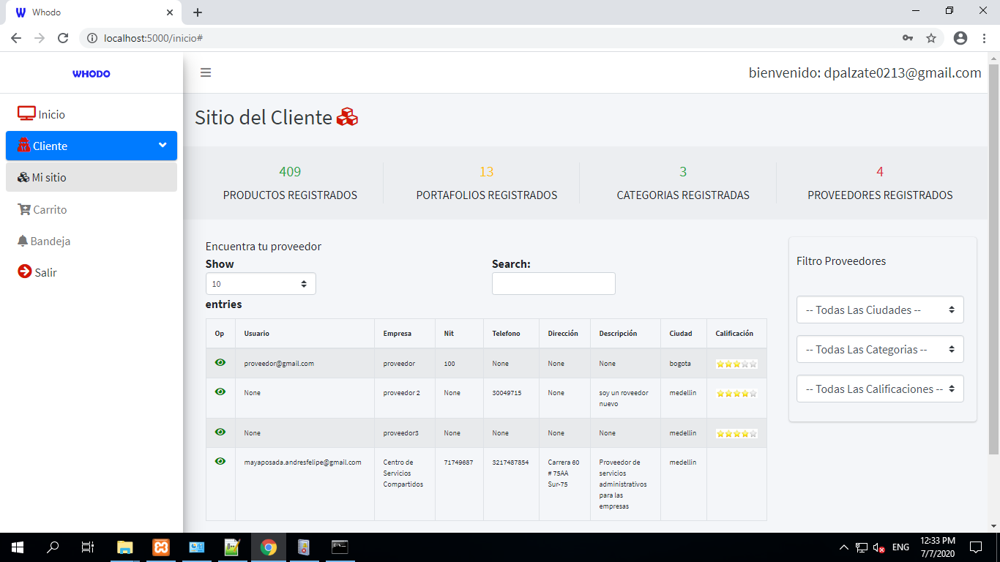 Whodo
localhost:5000/inicio#
WHODO
bienvenido: dpalzate0213@gmail.com
Inicio
Cliente
Mi sitio
Carrito
Bandeja
Salir
Sitio del Cliente
409 13 3 4
PRODUCTOS REGISTRADOS PORTAFOLIOS REGISTRADOS CATEGORIAS REGISTRADAS PROVEEDORES REGISTRADOS
Encuentra tu proveedor
Show Search:
10
entries
Op Usuario Empresa Nit Telefono Dirección Descripción Ciudad Calificación
proveedor@gmail.com proveedor 100 None None None bogota
None proveedor 2 None 30049715 None soy un roveedor medellin
nuevo
None proveedor3 None None None None medellin
mayaposada.andresfelipe@gmail.com Centro de 71749687 3217487854 Carrera 60 Proveedor de medellin
Servicios # 75AA servicios
Compartidos Sur-75 administrativos
para las
empresas
Filtro Proveedores
-- Todas Las Ciudades --
-- Todas Las Categorias --
-- Todas Las Calificaciones --
ENG
12:33 PM
7/7/2020